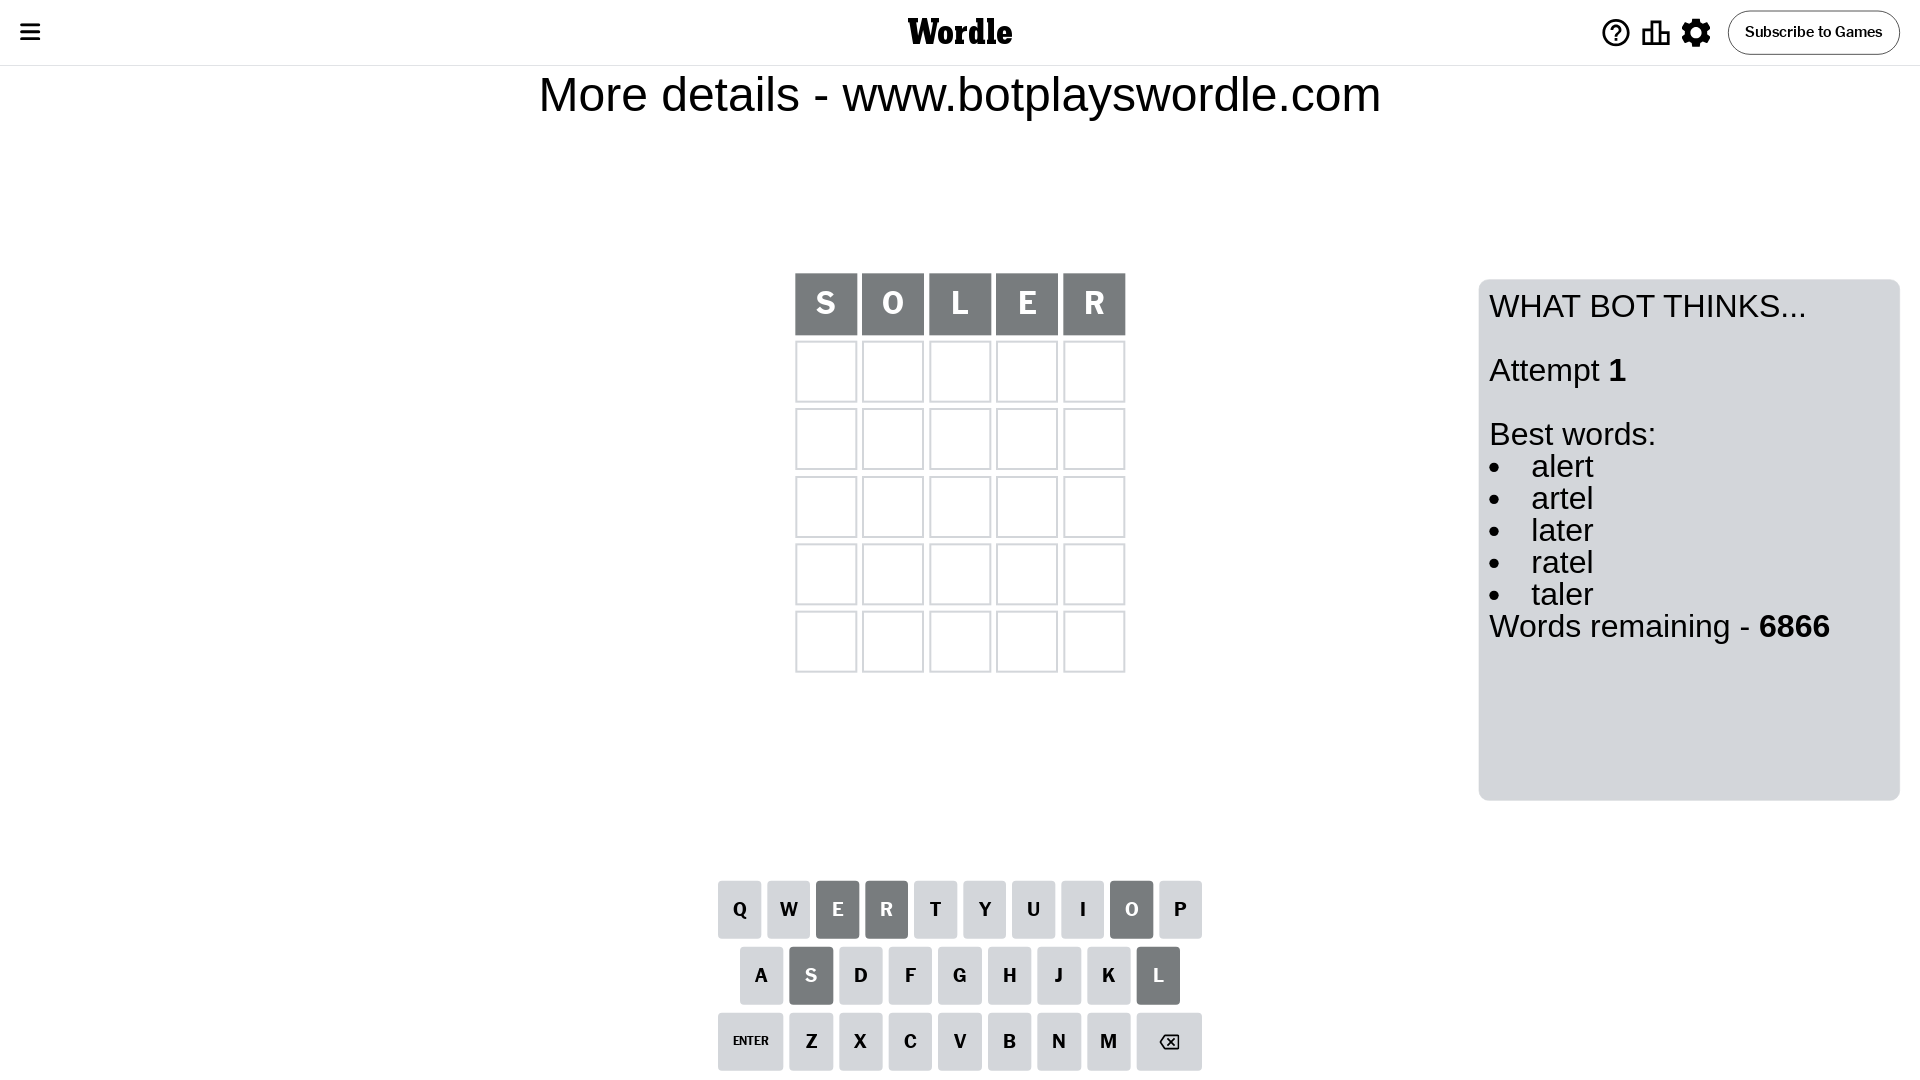 Wordle
Subscribe to Games
More details - www.botplayswordle.com
S O L E R
WHAT BOT THINKS...
Attempt 1
Best words:
• alert
• artel
• later
• ratel
• taler
Words remaining - 6866
Q W E R T Y U I O P
A S D F G H J K L
ENTER Z X C V B N M